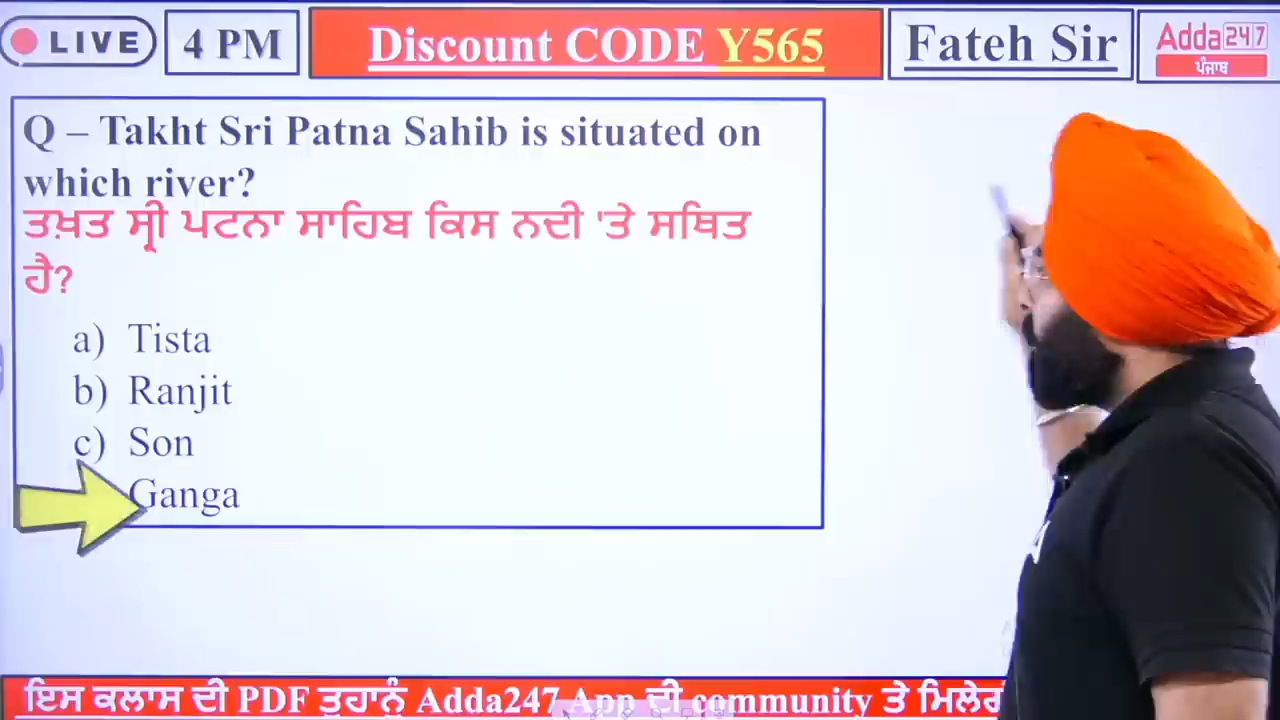 LIVE
4 PM
Discount CODE Y565
Fateh Sir
Adda247
ਪੰਜਾਬ
Q – Takht Sri Patna Sahib is situated on
which river?
ਤਖ਼ਤ ਸ੍ਰੀ ਪਟਨਾ ਸਾਹਿਬ ਕਿਸ ਨਦੀ 'ਤੇ ਸਥਿਤ
ਹੈ?
a) Tista
b) Ranjit
c) Son
Ganga
ਇਸ ਕਲਾਸ ਦੀ PDF ਤੁਹਾਨੂੰ Adda247 App ਦੀ community ਤੇ